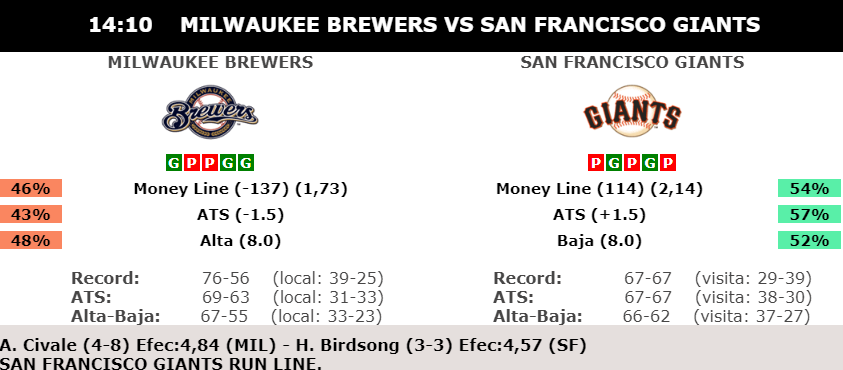 14:10 MILWAUKEE BREWERS VS SAN FRANCISCO GIANTS
MILWAUKEE BREWERS SAN FRANCISCO GIANTS
MILWAUKEE
Brewers GIANTS
G P P G G P G P G P
46% Money Line (-137) (1,73) Money Line (114) (2,14) 54%
43% ATS (-1.5) ATS (+1.5) 57%
48% Alta (8.0) Baja (8.0) 52%
Record: 76-56 (local: 39-25) Record: 67-67 (visita: 29-39)
ATS: 69-63 (local: 31-33) ATS: 67-67 (visita: 38-30)
Alta-Baja: 67-55 (local: 33-23) Alta-Baja: 66-62 (visita: 37-27)
A. Civale (4-8) Efec:4,84 (MIL) - H. Birdsong (3-3) Efec:4,57 (SF)
SAN FRANCISCO GIANTS RUN LINE.